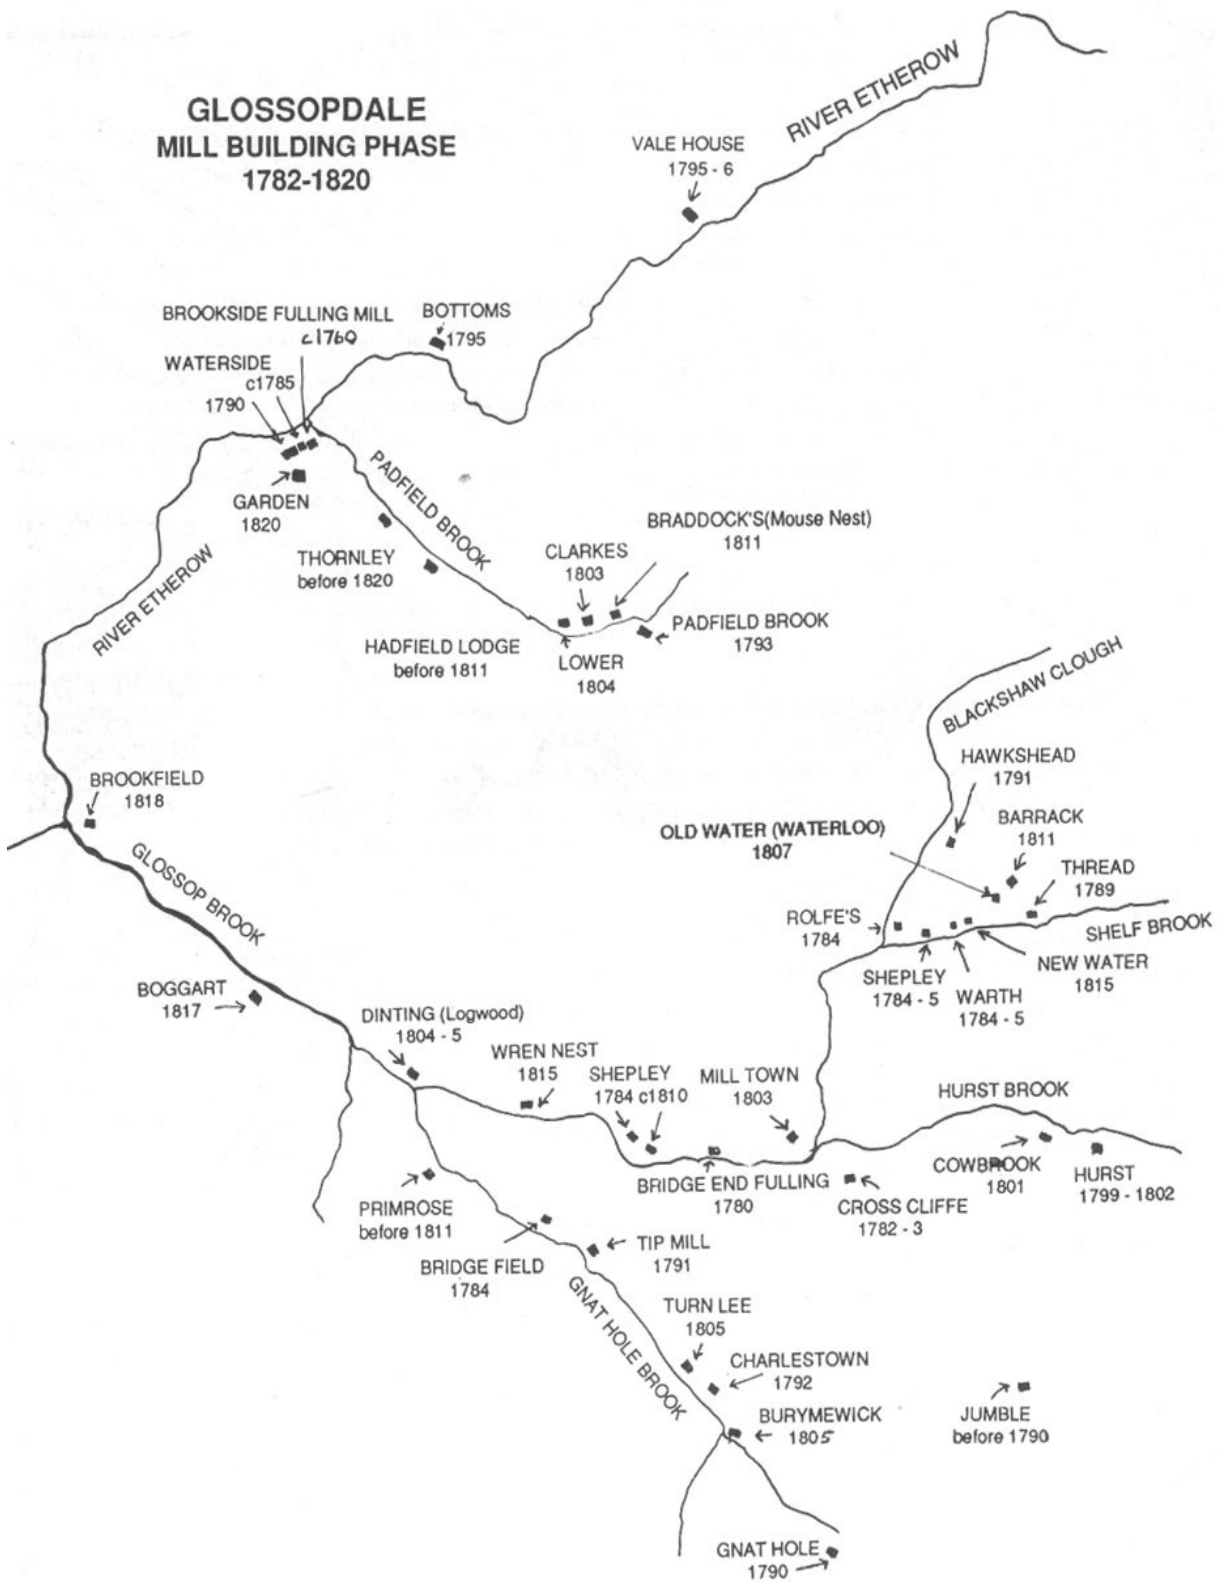 GLOSSOPDALE
MILL BUILDING PHASE
1782-1820
RIVER ETHEROW
VALE HOUSE
1795 - 6
BROOKSIDE FULLING MILL
c1760
BOTTOMS
1795
WATERSIDE
c1785
1790
GARDEN
1820
PADFIELD BROOK
THORNLEY
before 1820
BRADDOCK'S(Mouse Nest)
1811
CLARKES
1803
RIVER ETHEROW
HADFIELD LODGE
before 1811
LOWER
1804
PADFIELD BROOK
1793
BLACKSHAW CLOUGH
HAWKSHEAD
1791
BROOKFIELD
1818
OLD WATER (WATERLOO)
1807
BARRACK
1811
THREAD
1789
GLOSSOP BROOK
ROLFE'S
1784
SHELF BROOK
SHEPLEY
1784 - 5
WARTH
1784 - 5
NEW WATER
1815
BOGGART
1817
DINTING (Logwood)
1804 - 5
WREN NEST
1815
SHEPLEY
1784 c1810
MILL TOWN
1803
HURST BROOK
BRIDGE END FULLING
1780
CROSS CLIFFE
1782 - 3
COWBROOK
1801
HURST
1799 - 1802
PRIMROSE
before 1811
BRIDGE FIELD
1784
TIP MILL
1791
GNAT HOLE BROOK
TURN LEE
1805
CHARLESTOWN
1792
BURYMEWICK
1805
JUMBLE
before 1790
GNAT HOLE
1790